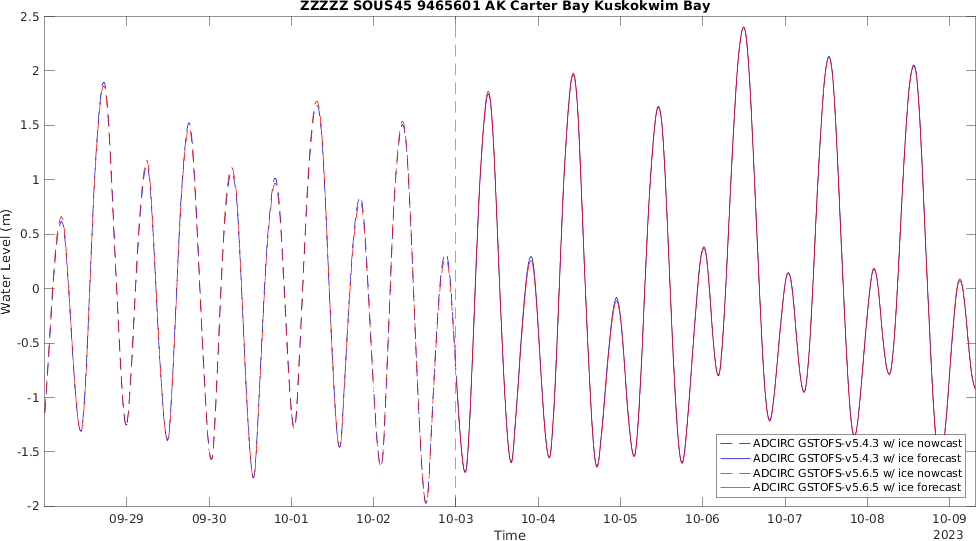 ZZZZZ SOUS45 9465601 AK Carter Bay Kuskokwim Bay
2.5
2
1.5
1
0.5
0
-0.5
-1
-1.5
-2
Water Level (m)
09-29 09-30 10-01 10-02 10-03 10-04 10-05 10-06 10-07 10-08 10-09
2023
Time
ADCIRC GSTOFS-v5.4.3 w/ ice nowcast
ADCIRC GSTOFS-v5.4.3 w/ ice forecast
ADCIRC GSTOFS-v5.6.5 w/ ice nowcast
ADCIRC GSTOFS-v5.6.5 w/ ice forecast